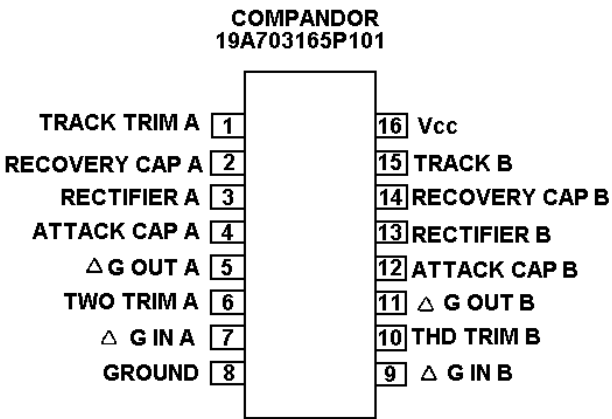 COMPANDOR
19A703165P101
TRACK TRIM A 1
RECOVERY CAP A 2
RECTIFIER A 3
ATTACK CAP A 4
△G OUT A 5
TWO TRIM A 6
△ G IN A 7
GROUND 8
16 Vcc
15 TRACK B
14 RECOVERY CAP B
13 RECTIFIER B
12 ATTACK CAP B
11 △ G OUT B
10 THD TRIM B
9 △ G IN B